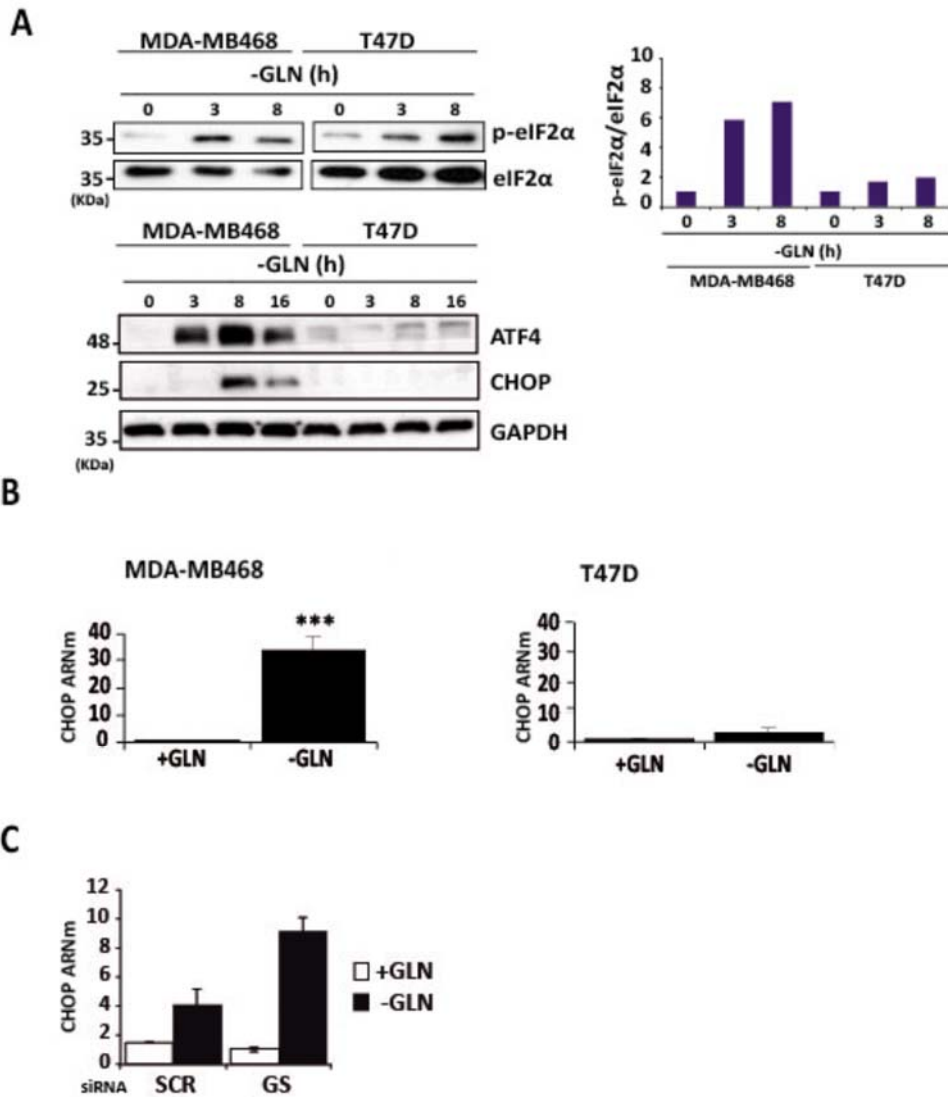 A
MDA-MB468 T47D
-GLN (h)
0 3 8 0 3 8
35 p-eIF2α
35 eIF2α
(KDa)
MDA-MB468 T47D
-GLN (h)
0 3 8 16 0 3 8 16
48 ATF4
25 CHOP
35 GAPDH
(KDa)
p-eIF2α/eIF2α
10
8
6
4
2
0
0 3 8 0 3 8
-GLN (h)
MDA-MB468 T47D
B
MDA-MB468
CHOP ARNm
40
30
20
10
0
***
+GLN -GLN
T47D
CHOP ARNm
40
30
20
10
0
+GLN -GLN
C
CHOP ARNm
12
10
8
6
4
2
0
siRNA SCR GS
+GLN
-GLN